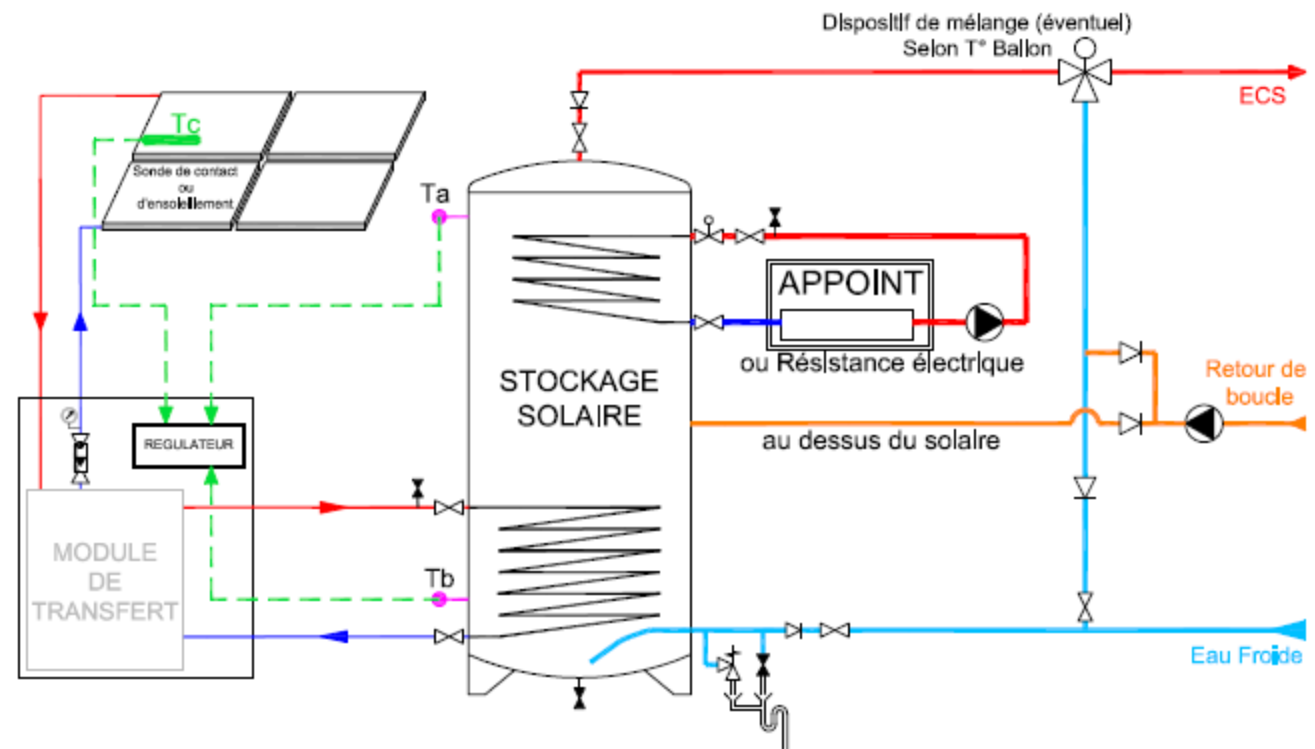 Dispositif de mélange (éventuel)
Selon T° Ballon
ECS
Tc
Sonde de contact
ou
d'ensoleillement
Ta
APPOINT
ou Résistance électrique
STOCKAGE
SOLAIRE
Retour de
boucle
au dessus du solaire
REGULATEUR
MODULE
DE
TRANSFERT
Tb
Eau Froide